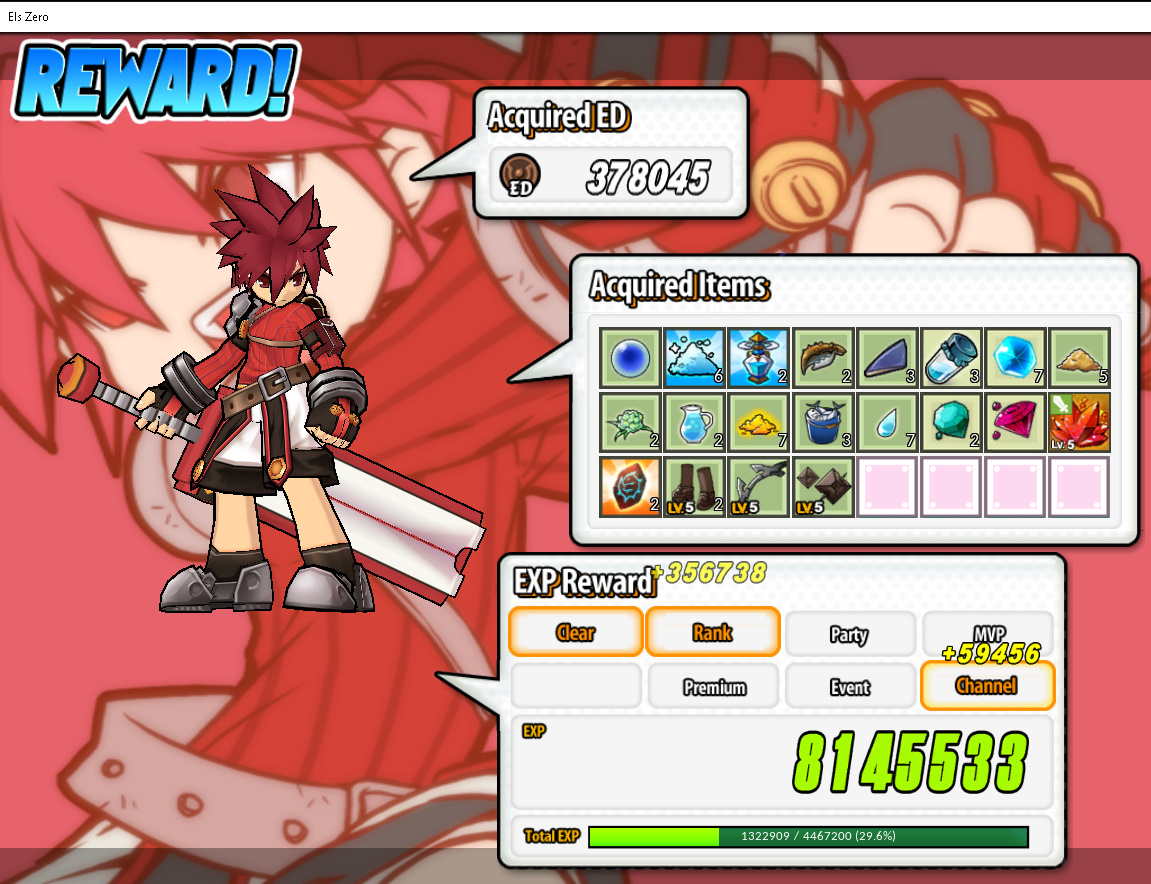 Els Zero
REWARD!
Acquired ED
ED 378045
Acquired Items
6 2 2 3 3 7 5
2 2 7 3 7 2 Lv.5
2 LV.5 2 LV.5 LV.5
EXP Reward +356738
Clear Rank Party MVP
+59456
Premium Event Channel
EXP
8145533
Total EXP 1322909 / 4467200 (29.6%)